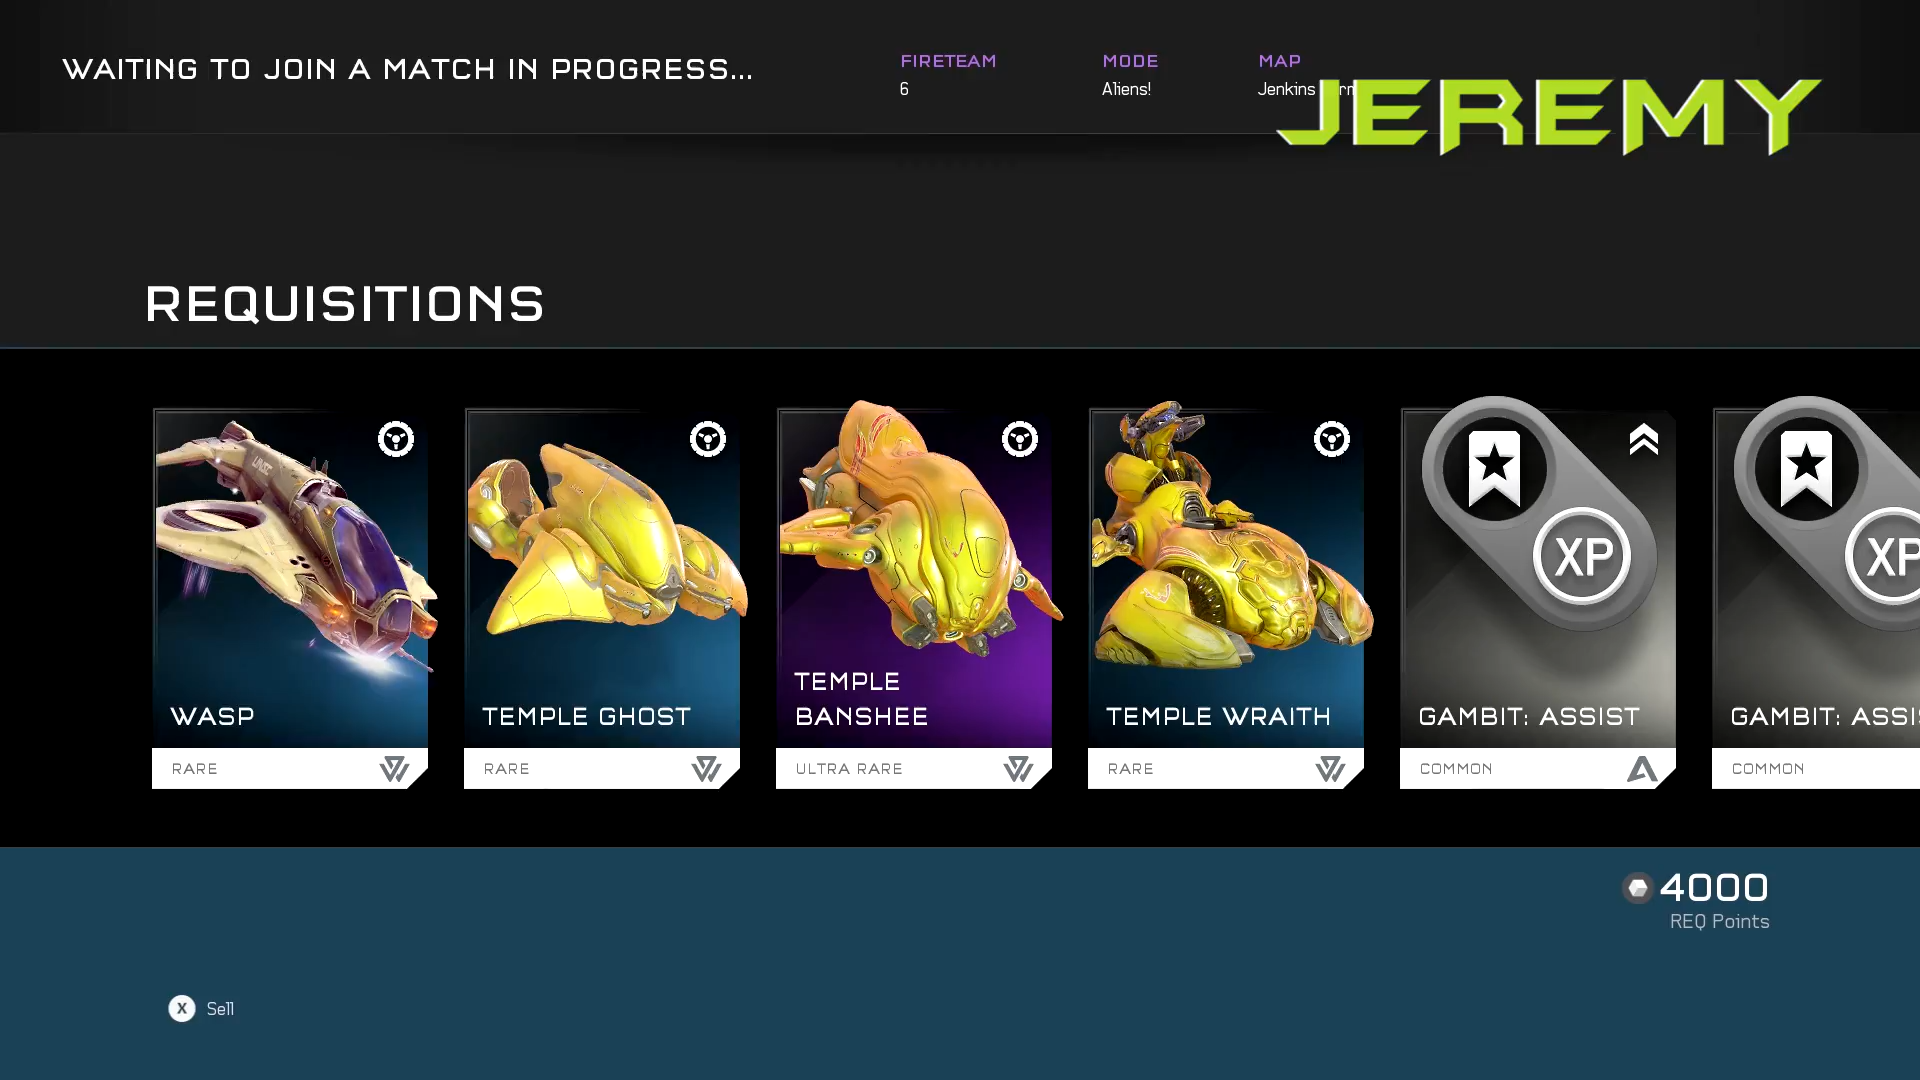 WAITING TO JOIN A MATCH IN PROGRESS...
FIRETEAM
6
MODE
Aliens!
MAP
Jenkins
JEREMY
REQUISITIONS
UNSC
WASP
RARE
TEMPLE GHOST
RARE
TEMPLE
BANSHEE
ULTRA RARE
TEMPLE WRAITH
RARE
XP
GAMBIT: ASSIST
COMMON
XP
GAMBIT:
COMMON
4000
REQ Points
X Sell